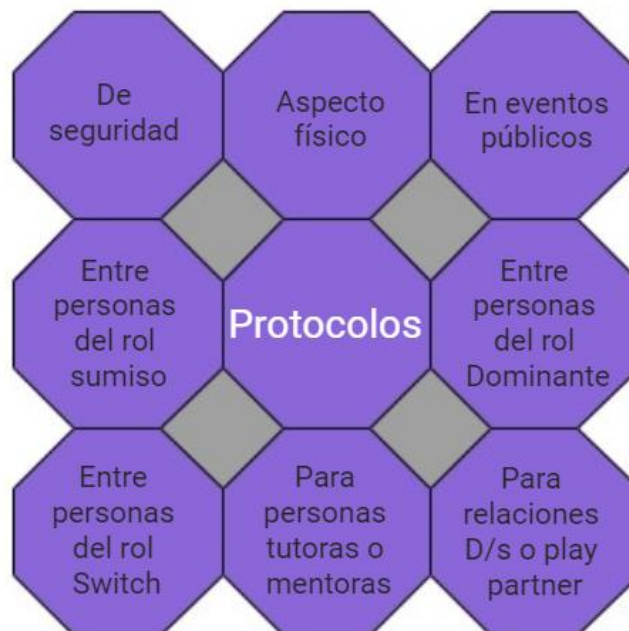 De
seguridad
Aspecto
físico
En eventos
públicos
Entre
personas
del rol
sumiso
Protocolos
Entre
personas
del rol
Dominante
Entre
personas
del rol
Switch
Para
personas
tutoras o
mentoras
Para
relaciones
D/s o play
partner